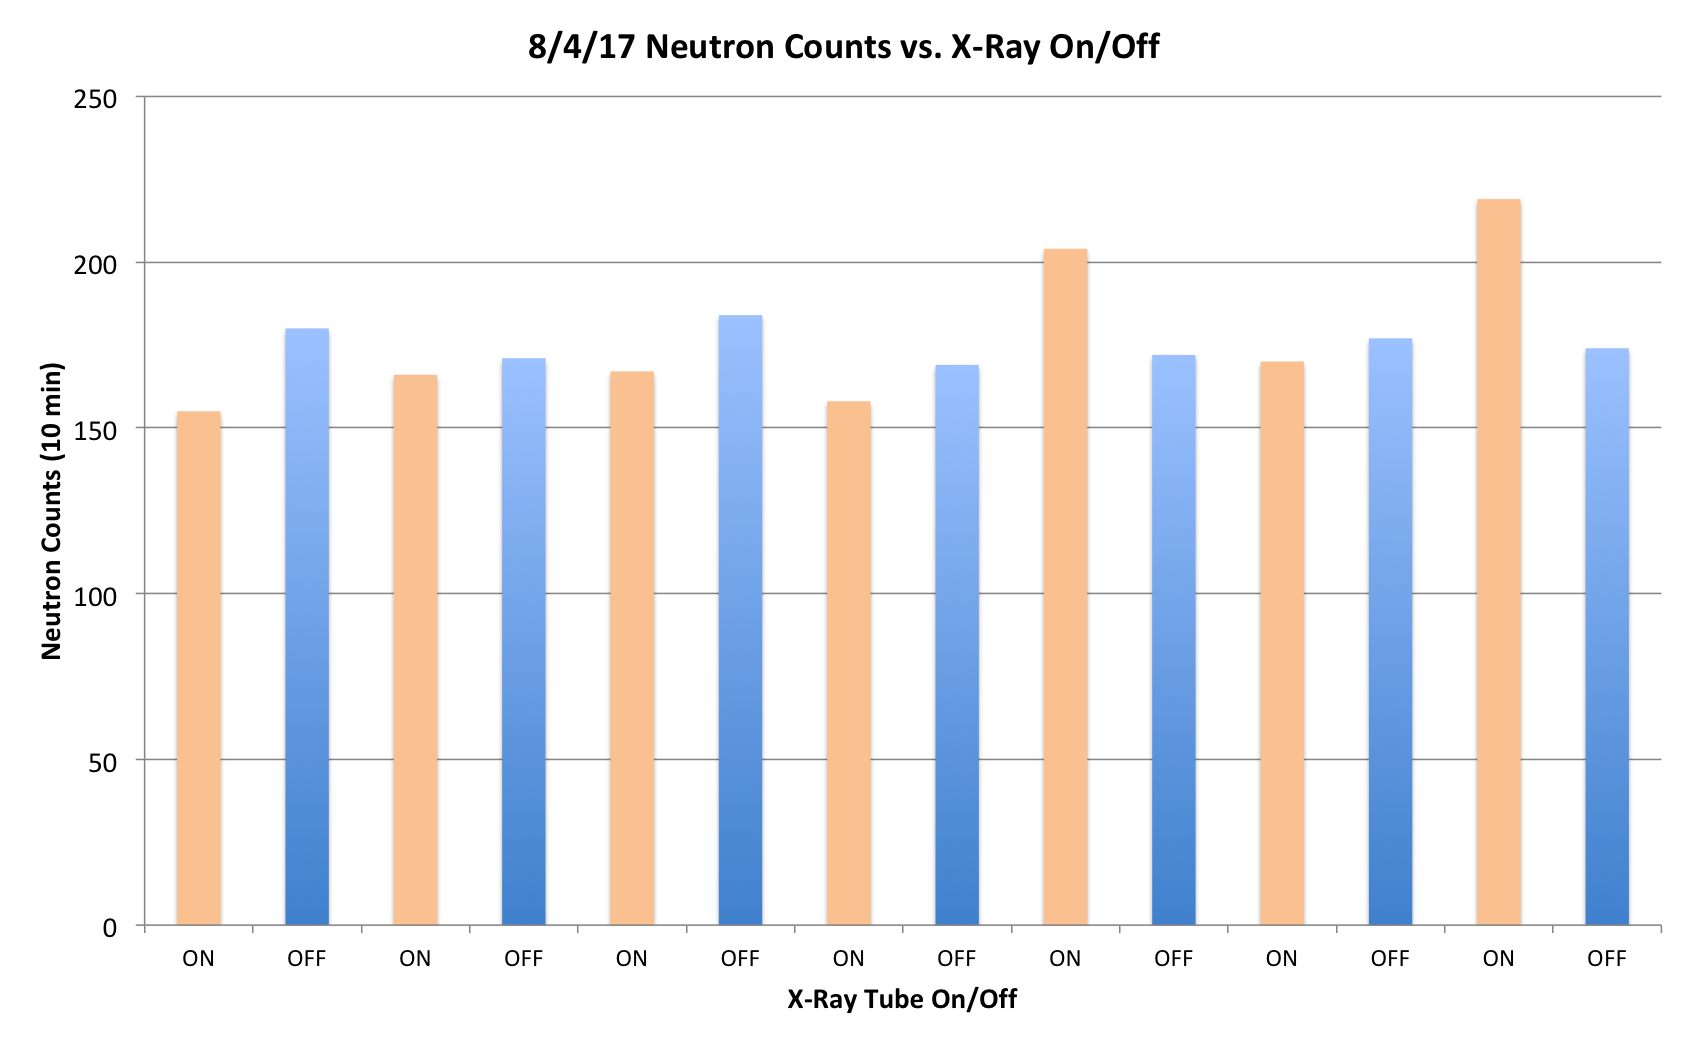 8/4/17 Neutron Counts vs. X-Ray On/Off
250
200
150
100
50
0
Neutron Counts (10 min)
ON OFF ON OFF ON OFF ON OFF ON OFF ON OFF ON OFF
X-Ray Tube On/Off